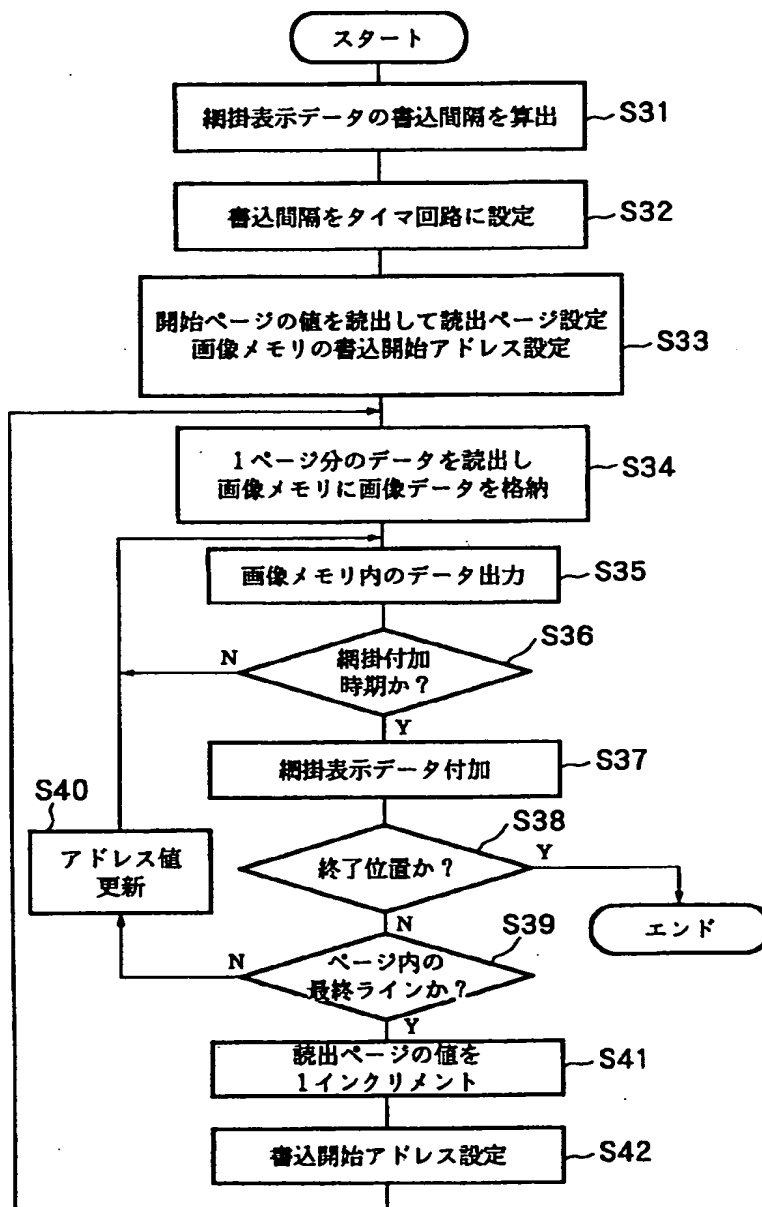 スタート
網掛表示データの書込間隔を算出
S31
書込間隔をタイマ回路に設定
S32
開始ページの値を読出して読出ページ設定
画像メモリの書込開始アドレス設定
S33
1ページ分のデータを読出し
画像メモリに画像データを格納
S34
画像メモリ内のデータ出力
S35
網掛付加
時期か?
S36
N
Y
網掛表示データ付加
S37
S40
アドレス値
更新
終了位置か?
S38
Y
エンド
N
ページ内の
最終ラインか?
S39
N
Y
読出ページの値を
1インクリメント
S41
書込開始アドレス設定
S42